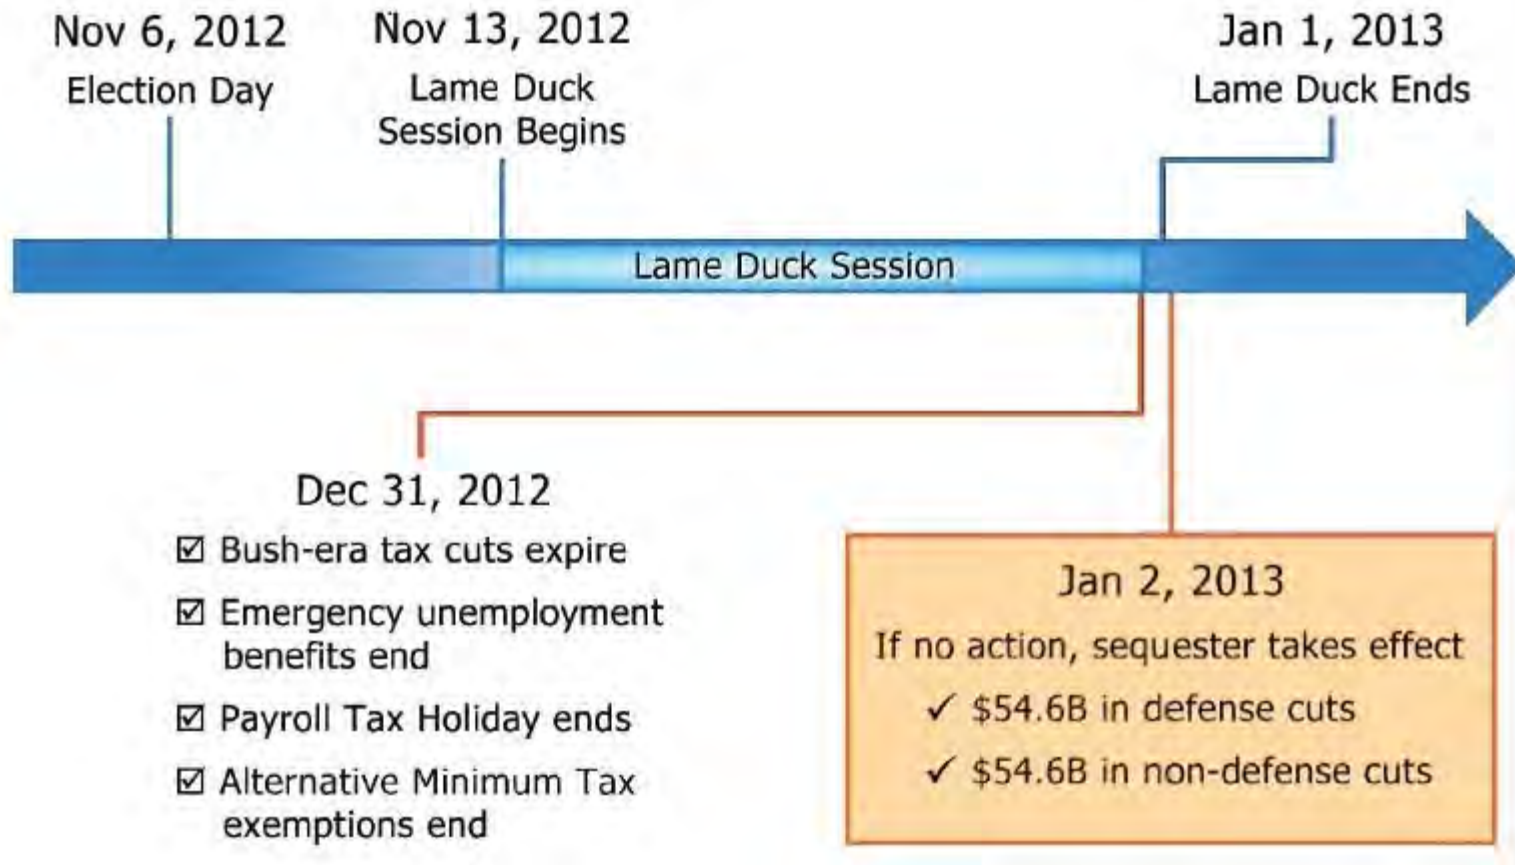 Nov 6, 2012
Election Day
Nov 13, 2012
Lame Duck
Session Begins
Jan 1, 2013
Lame Duck Ends
Lame Duck Session
Dec 31, 2012
☑ Bush-era tax cuts expire
☑ Emergency unemployment
benefits end
☑ Payroll Tax Holiday ends
☑ Alternative Minimum Tax
exemptions end
Jan 2, 2013
If no action, sequester takes effect
✓ $54.6B in defense cuts
✓ $54.6B in non-defense cuts